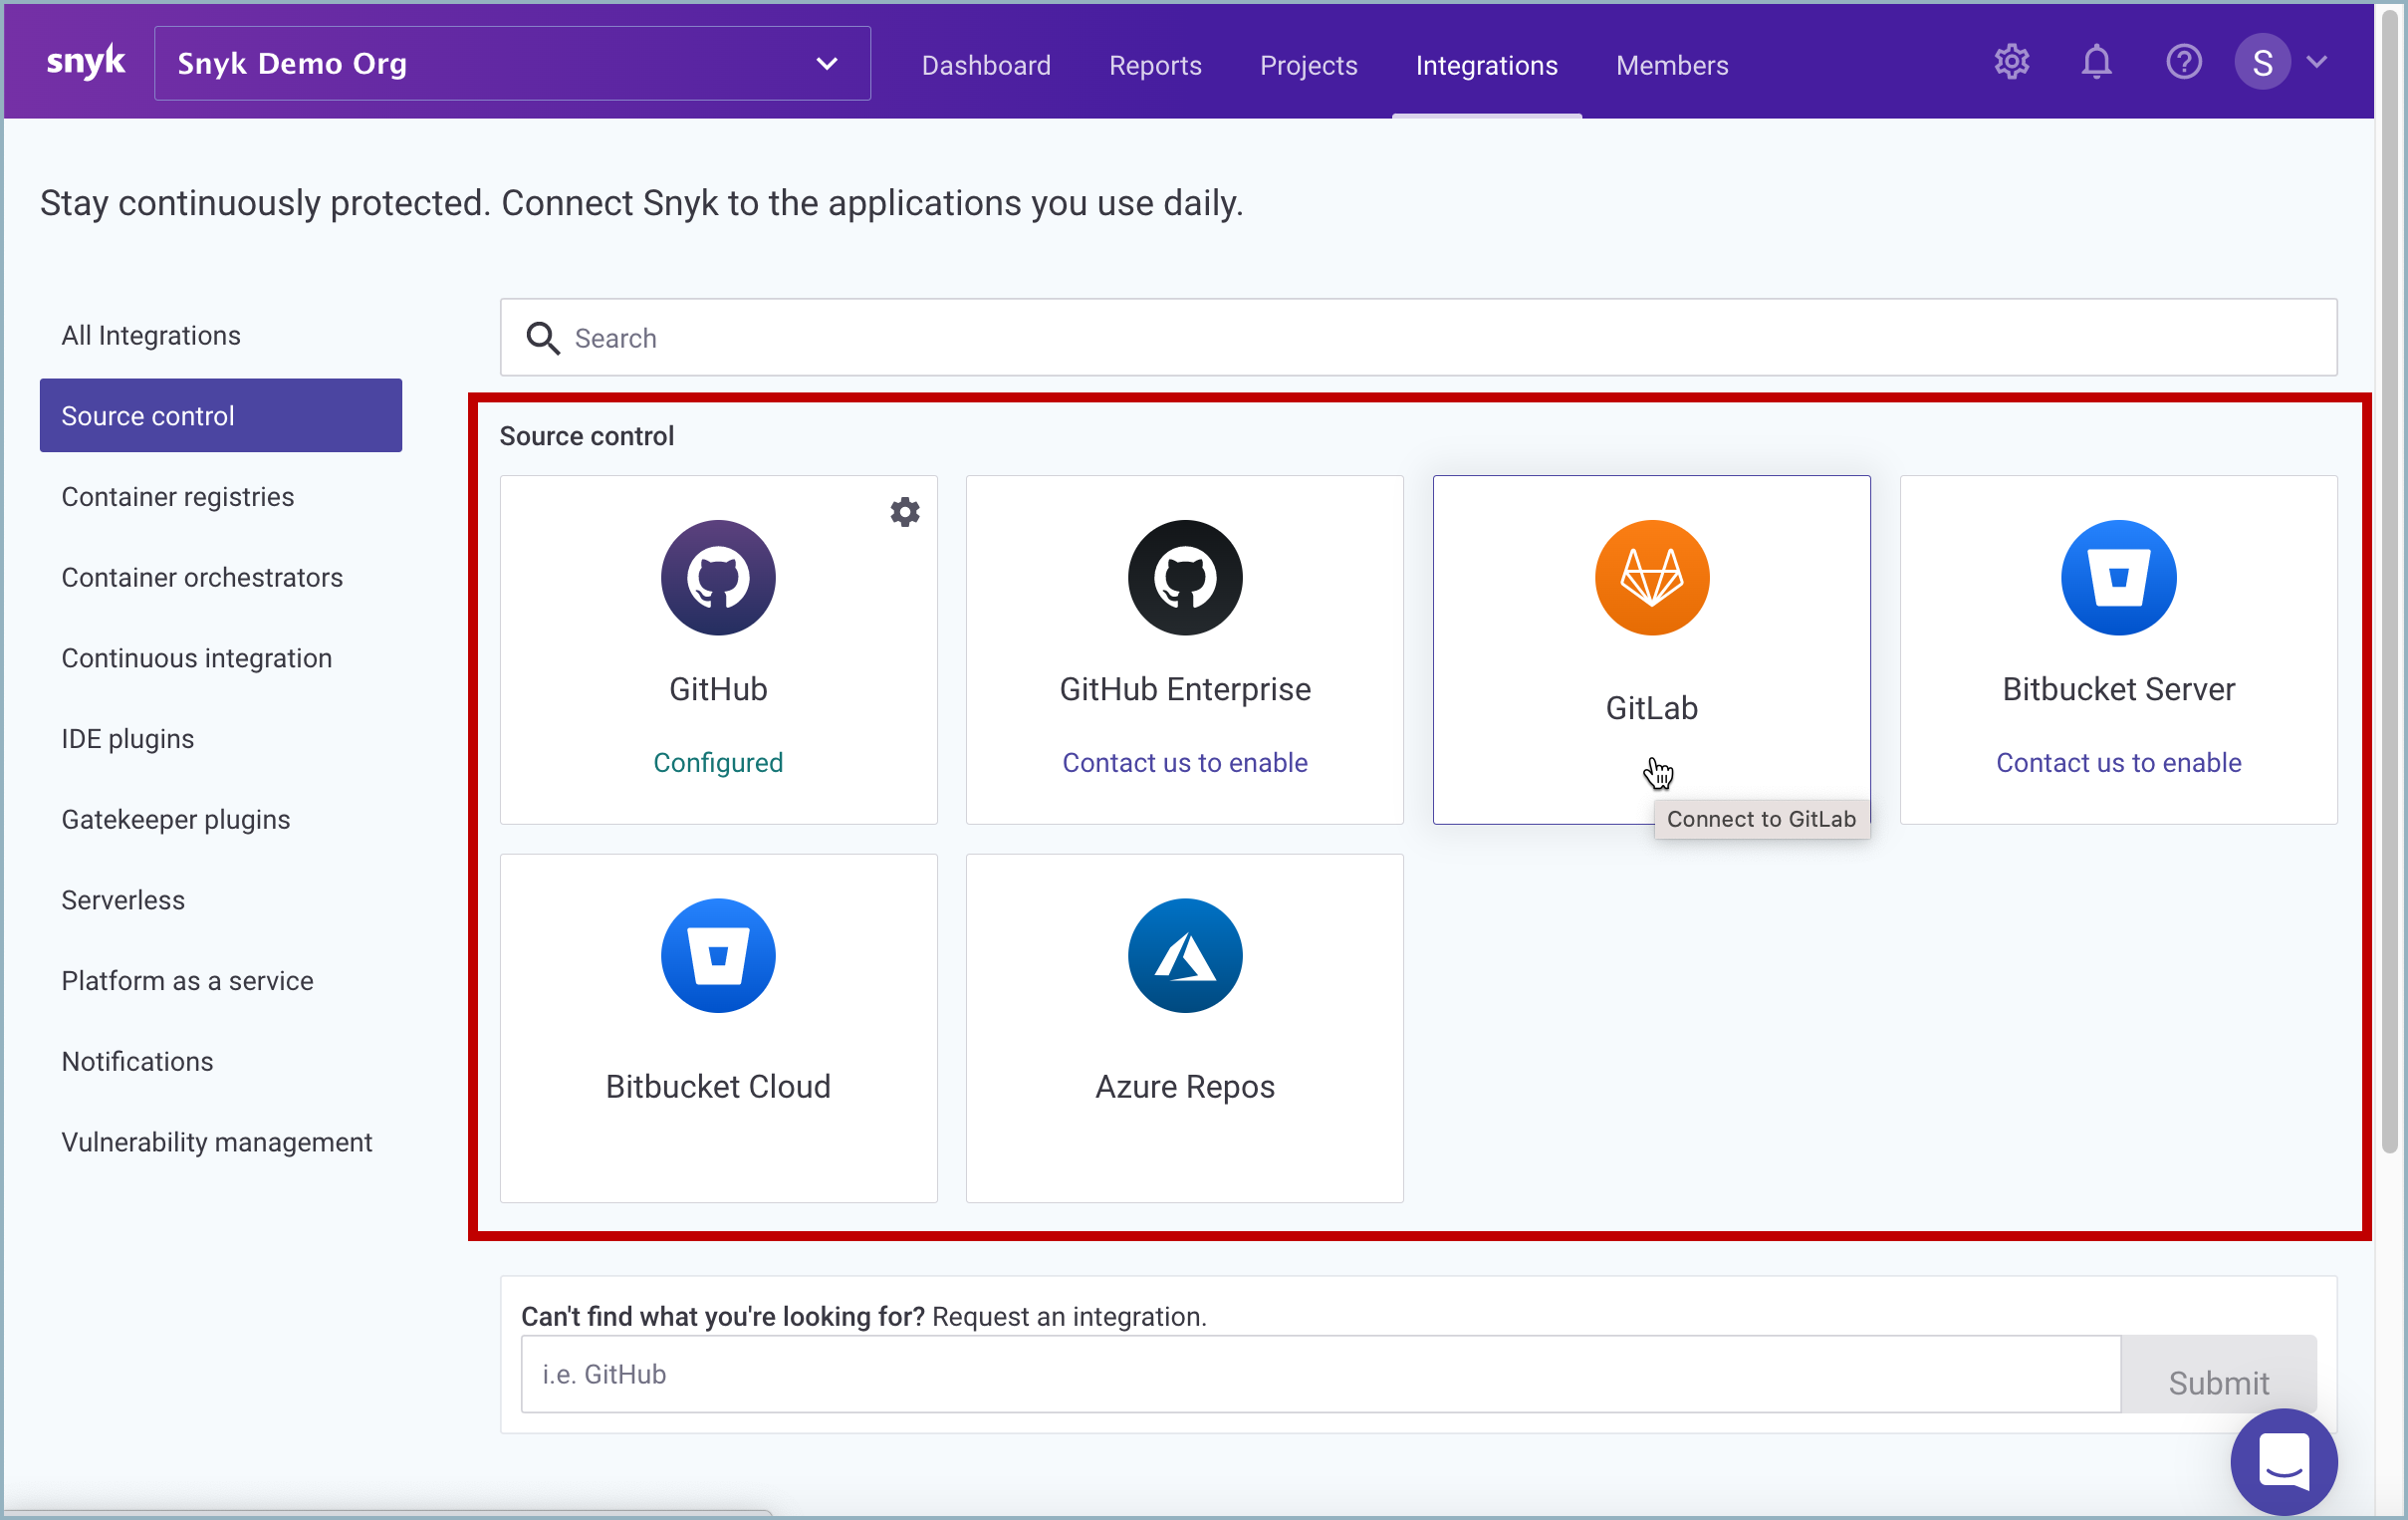 snyk
Snyk Demo Org
Dashboard
Reports
Projects
Integrations
Members
S
Stay continuously protected. Connect Snyk to the applications you use daily.
All Integrations
Source control
Container registries
Container orchestrators
Continuous integration
IDE plugins
Gatekeeper plugins
Serverless
Platform as a service
Notifications
Vulnerability management
Search
Source control
GitHub
Configured
GitHub Enterprise
Contact us to enable
GitLab
Connect to GitLab
Bitbucket Server
Contact us to enable
Bitbucket Cloud
Azure Repos
Can't find what you're looking for? Request an integration.
i.e. GitHub
Submit